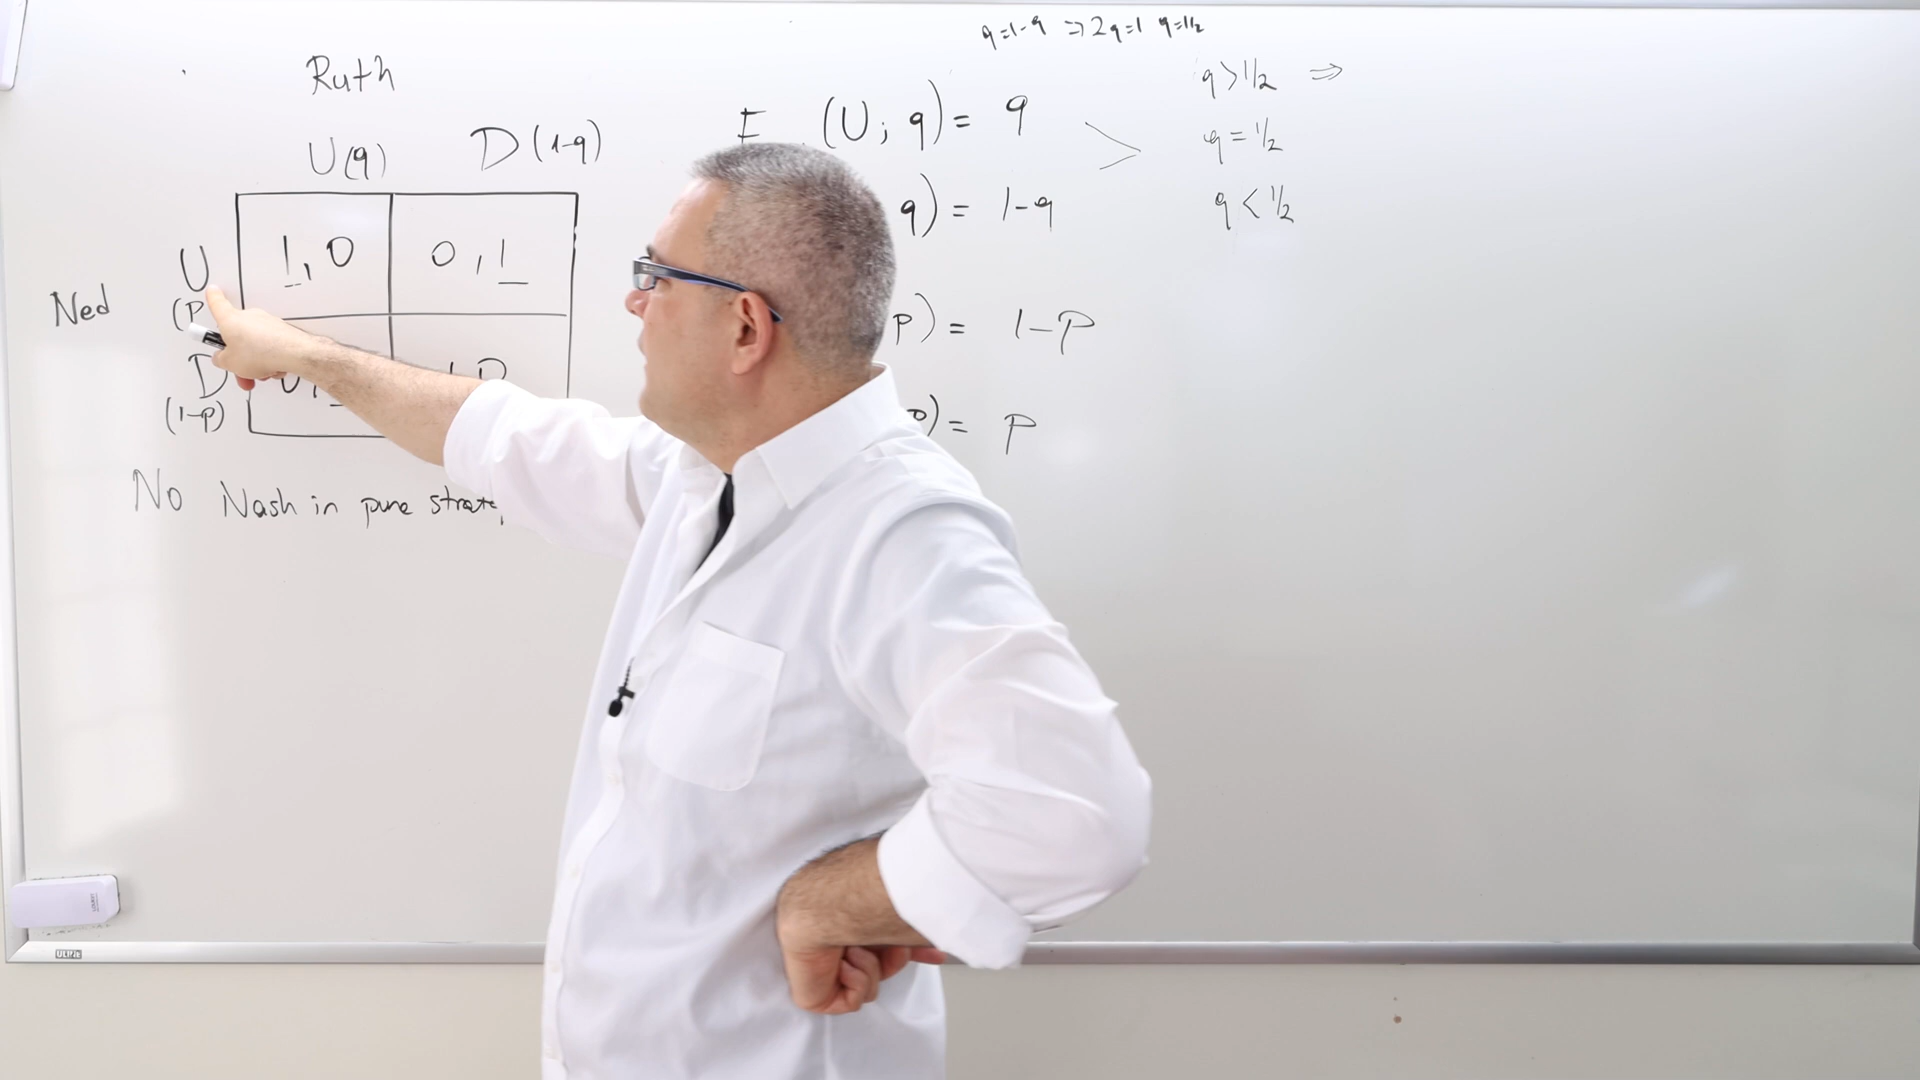 q=1-q ⇒ 2q=1 q=1/2
Ruth
U(q) D(1-q)
Ned
U
(P
1, 0
0, 1
D
(1-p)
No Nash in pure strate
E (U; q) = q
q) = 1-q
p) = 1-P
p) = P
>
q>1/2 ⇒
q=1/2
q<1/2
ULINE